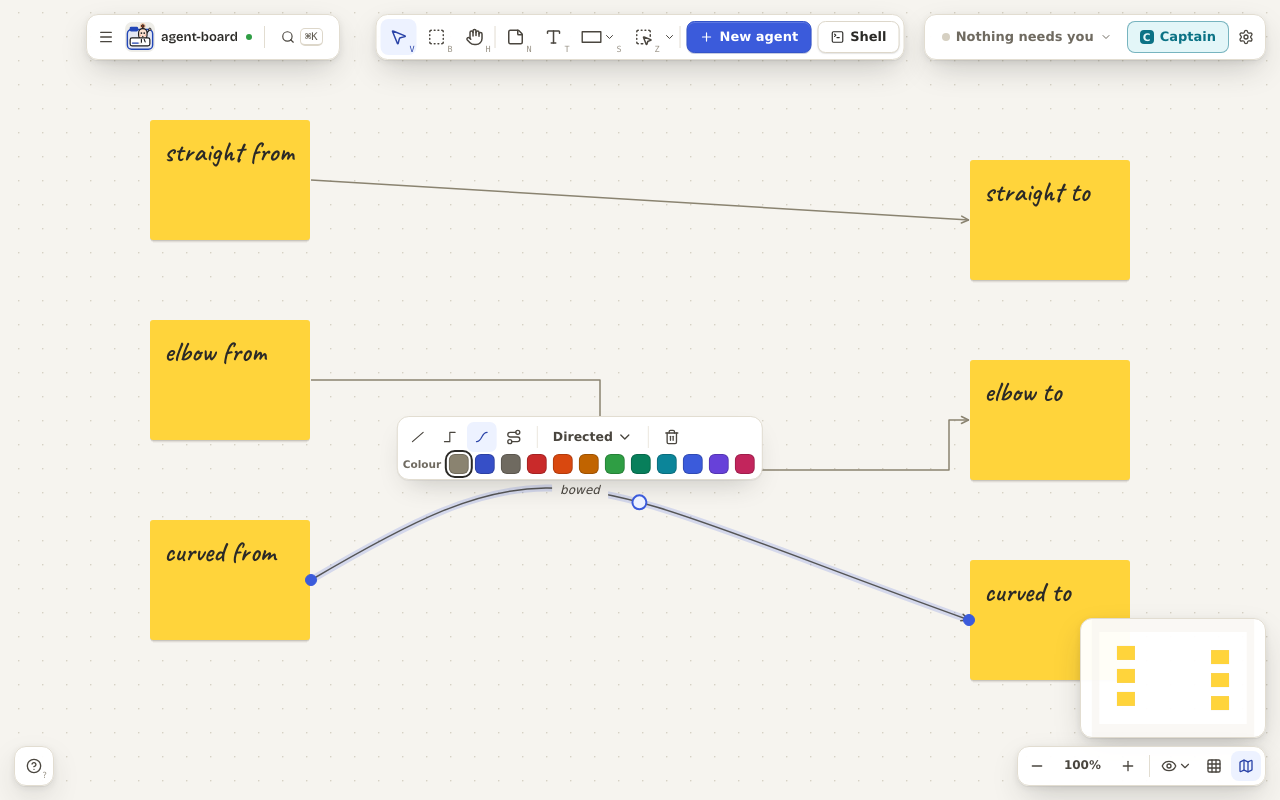 agent-board
⌘K
V
B
H
N
T
S
Z
+ New agent
Shell
Nothing needs you
C Captain
straight from
straight to
elbow from
elbow to
Directed
Colour
bowed
curved from
curved to
?
100%